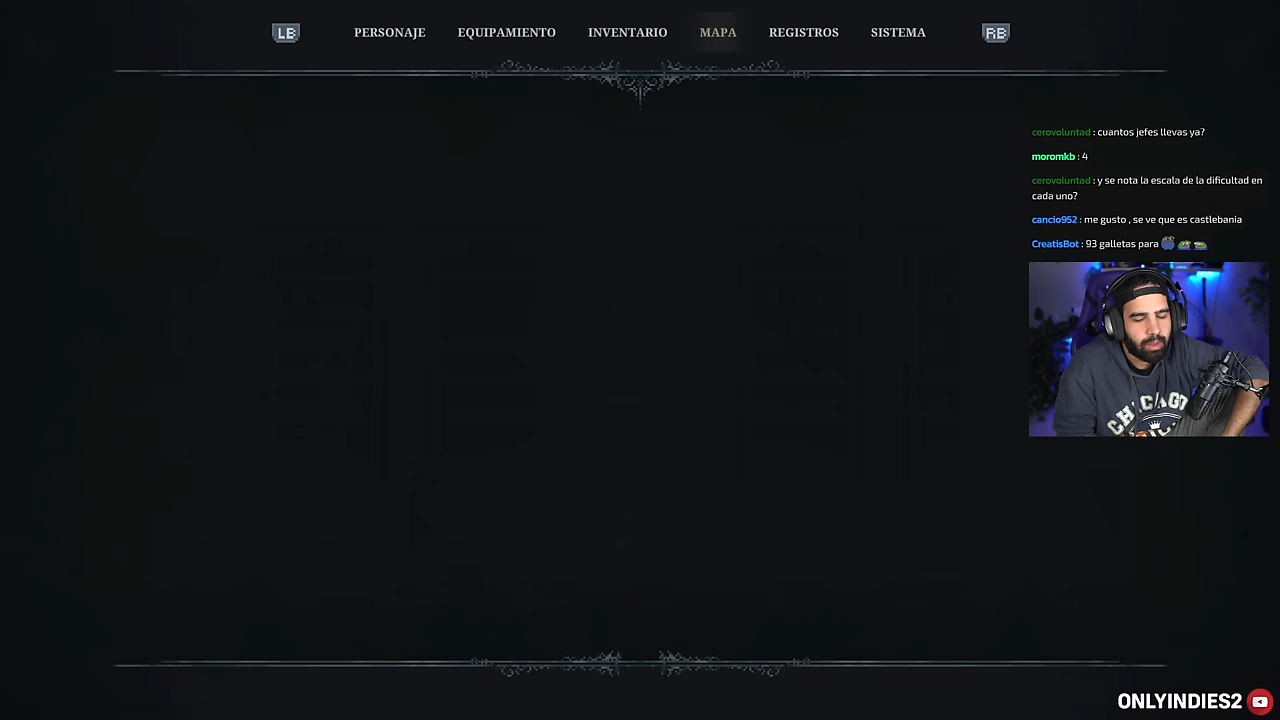 LB PERSONAJE EQUIPAMIENTO INVENTARIO MAPA REGISTROS SISTEMA RB
cerovoluntad : cuantos jefes llevas ya?
moromkb : 4
cerovoluntad : y se nota la escala de la dificultad en
cada uno?
cancio952 : me gusto , se ve que es castlebania
CreatisBot : 93 galletas para
CHICAGO
ONLYINDIES2